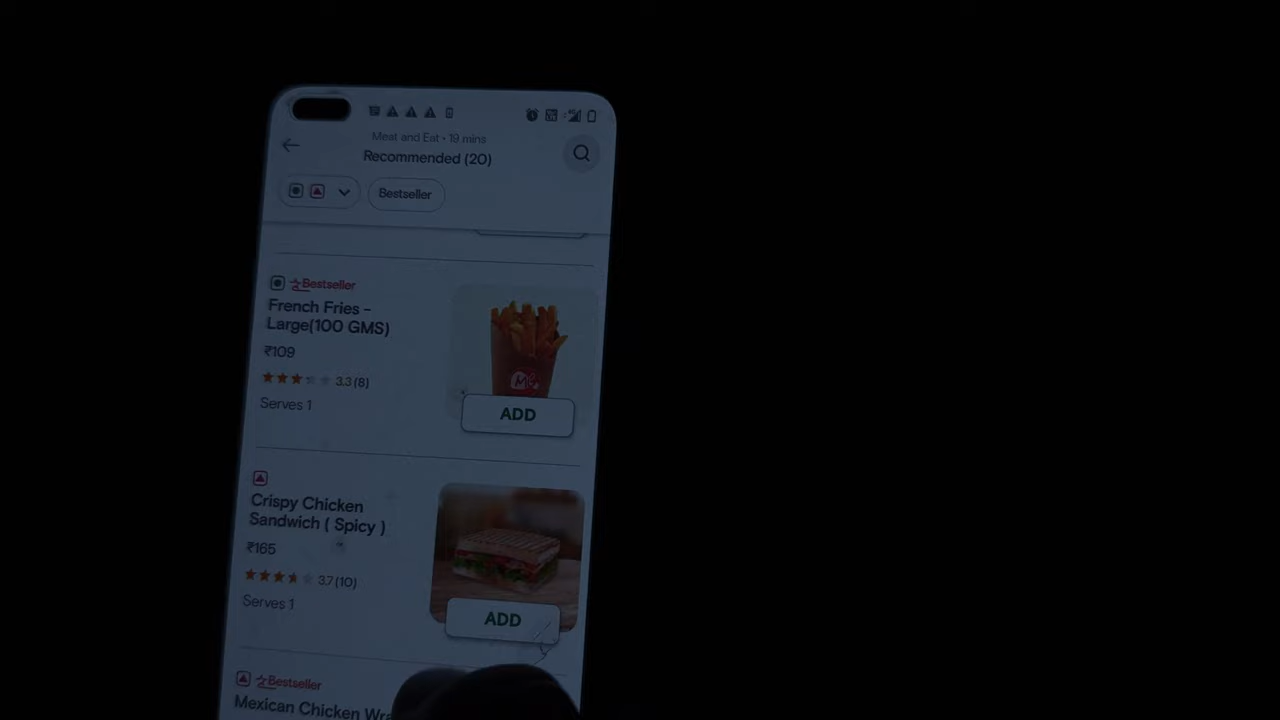 Meat and Eat • 19 mins
Recommended (20)
Bestseller
Bestseller
French Fries -
Large(100 GMS)
₹109
3.3 (8)
Serves 1
ADD
Crispy Chicken
Sandwich ( Spicy )
₹165
3.7 (10)
Serves 1
ADD
Bestseller
Mexican Chicken